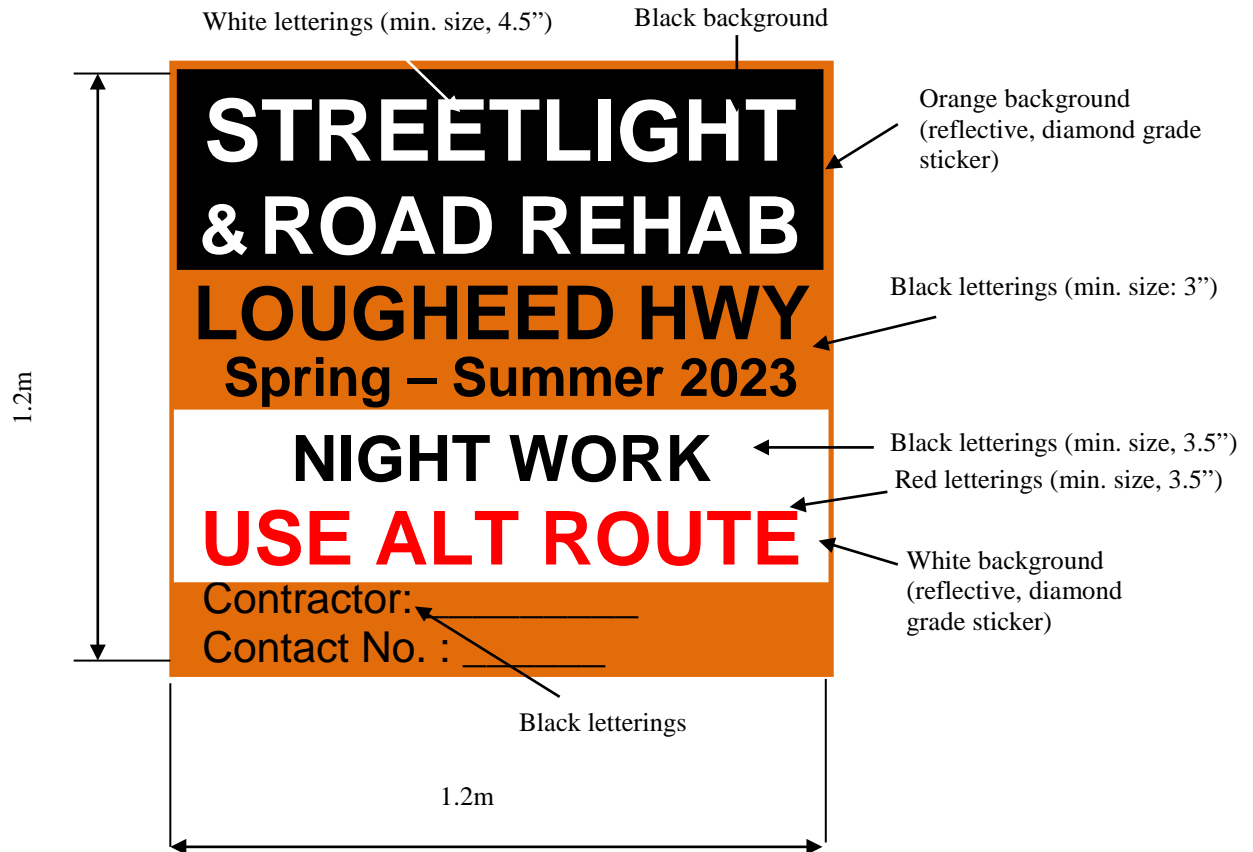 White letterings (min. size, 4.5”)
Black background
STREETLIGHT
& ROAD REHAB
Orange background
(reflective, diamond grade
sticker)
LOUGHEED HWY
Black letterings (min. size: 3”)
Spring – Summer 2023
1.2m
NIGHT WORK
Black letterings (min. size, 3.5”)
USE ALT ROUTE
Red letterings (min. size, 3.5”)
White background
(reflective, diamond
grade sticker)
Contractor: _________
Contact No. : ______
Black letterings
1.2m